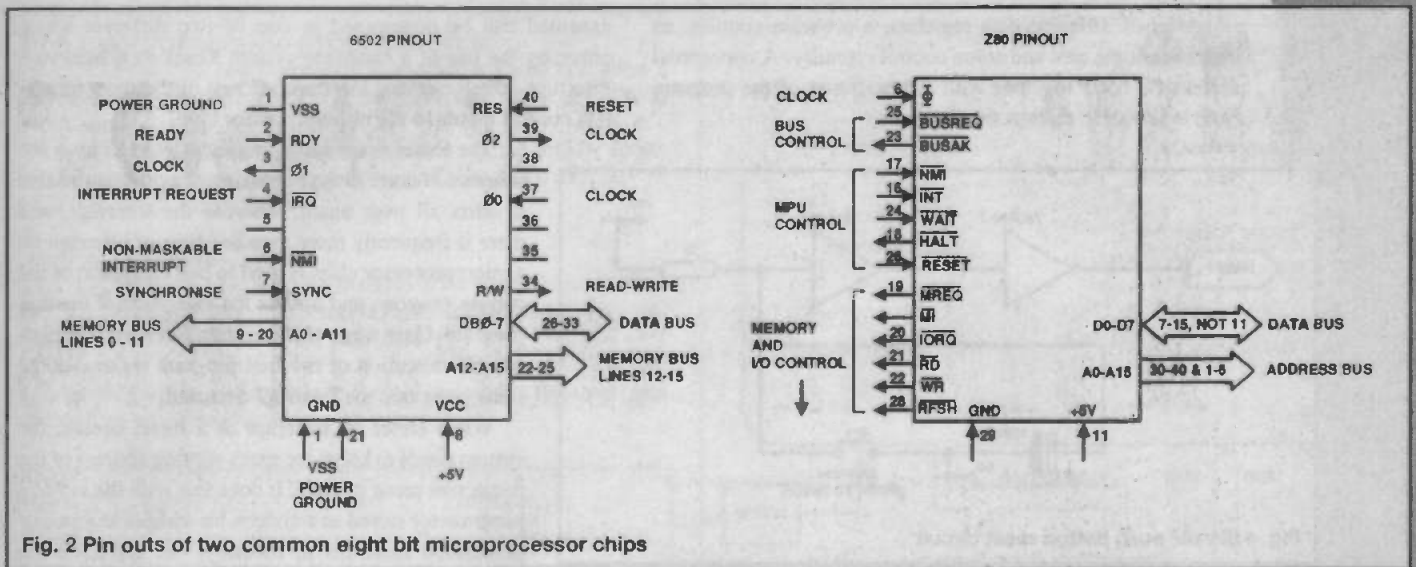 6502 PINOUT
POWER GROUND 1 VSS
READY 2 RDY
CLOCK 3 Ø1
INTERRUPT REQUEST 4 IRQ
5
NON-MASKABLE
INTERRUPT
6 NMI
SYNCHRONISE 7 SYNC
MEMORY BUS
LINES 0 - 11
9 - 20 A0 - A11
RES 40 RESET
Ø2 39 CLOCK
38
Ø0 37 CLOCK
36
35
R/W 34 READ-WRITE
DBØ-7 26-33 DATA BUS
A12-A15 22-25 MEMORY BUS
LINES 12-15
GND
1 21
VSS
POWER
GROUND
VCC
8
+5V
Z80 PINOUT
CLOCK 6 Φ
BUS
CONTROL
25 BUSREQ
23 BUSAK
MPU
CONTROL
17 NMI
16 INT
24 WAIT
18 HALT
26 RESET
MEMORY
AND
I/O CONTROL
19 MREQ
M1
20 IORQ
21 RD
22 WR
28 RFSH
D0-D7 7-15, NOT 11 DATA BUS
A0-A15 30-40 & 1-5 ADDRESS BUS
GND
29
+5V
11
Fig. 2 Pin outs of two common eight bit microprocessor chips